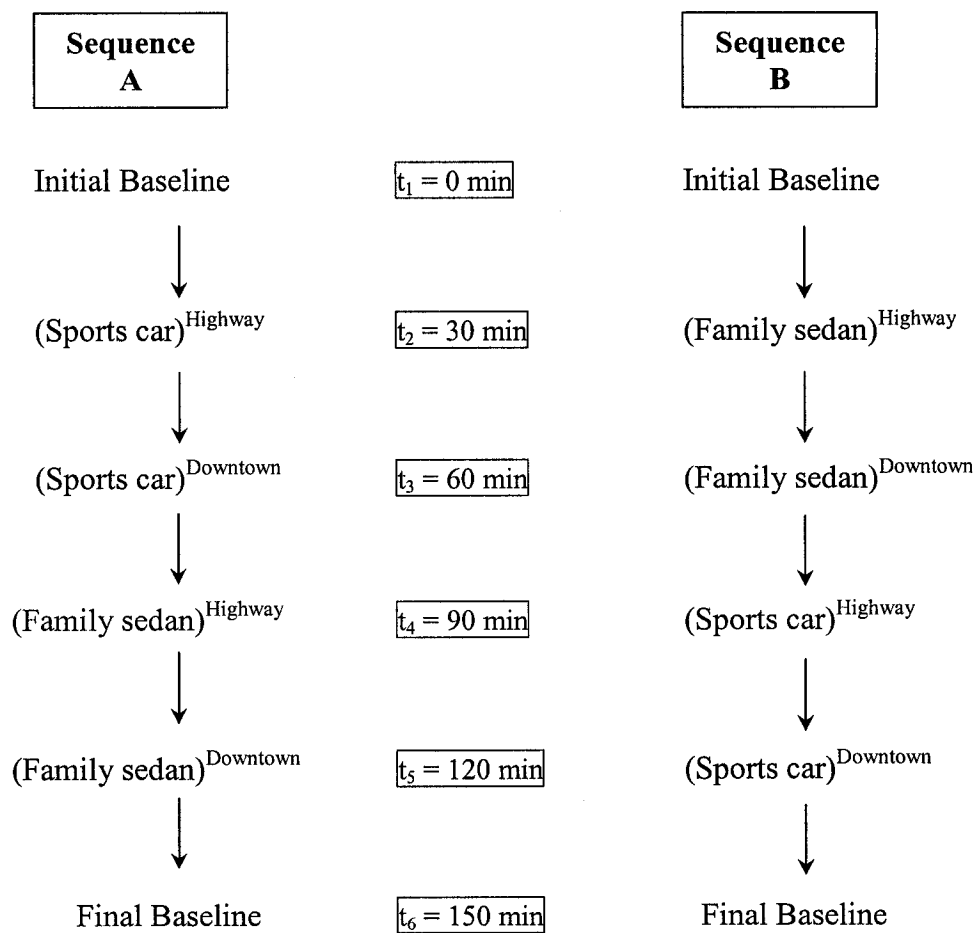 Sequence
A
Sequence
B
Initial Baseline
t₁ = 0 min
Initial Baseline
(Sports car)^Highway
t₂ = 30 min
(Family sedan)^Highway
(Sports car)^Downtown
t₃ = 60 min
(Family sedan)^Downtown
(Family sedan)^Highway
t₄ = 90 min
(Sports car)^Highway
(Family sedan)^Downtown
t₅ = 120 min
(Sports car)^Downtown
Final Baseline
t₆ = 150 min
Final Baseline